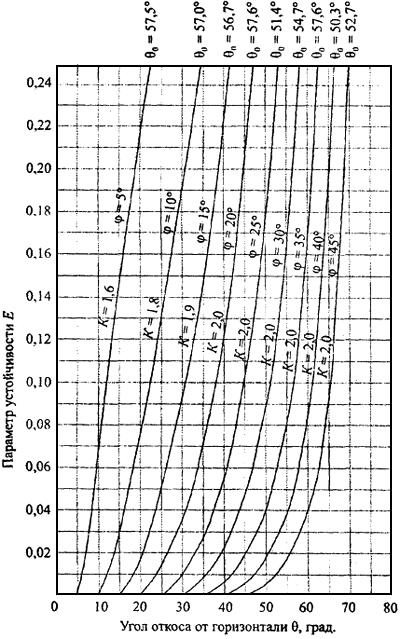 θ₀ = 57,5°
θ₀ = 57,0°
θ₀ = 56,7°
θ₀ = 57,6°
θ₀ = 51,4°
θ₀ = 54,7°
θ₀ = 57,6°
θ₀ = 50,3°
θ₀ = 52,7°
0,24
0,22
0,20
0,18
0,16
0,14
0,12
0,10
0,08
0,06
0,04
0,02
Параметр устойчивости E
φ = 5°
φ = 10°
φ = 15°
φ = 20°
φ = 25°
φ = 30°
φ = 35°
φ = 40°
φ = 45°
K = 1,6
K = 1,8
K = 1,9
K = 2,0
K = 2,0
K = 2,0
K = 2,0
K = 2,0
K = 2,0
0
10
20
30
40
50
60
70
80
Угол откоса от горизонтали θ, град.